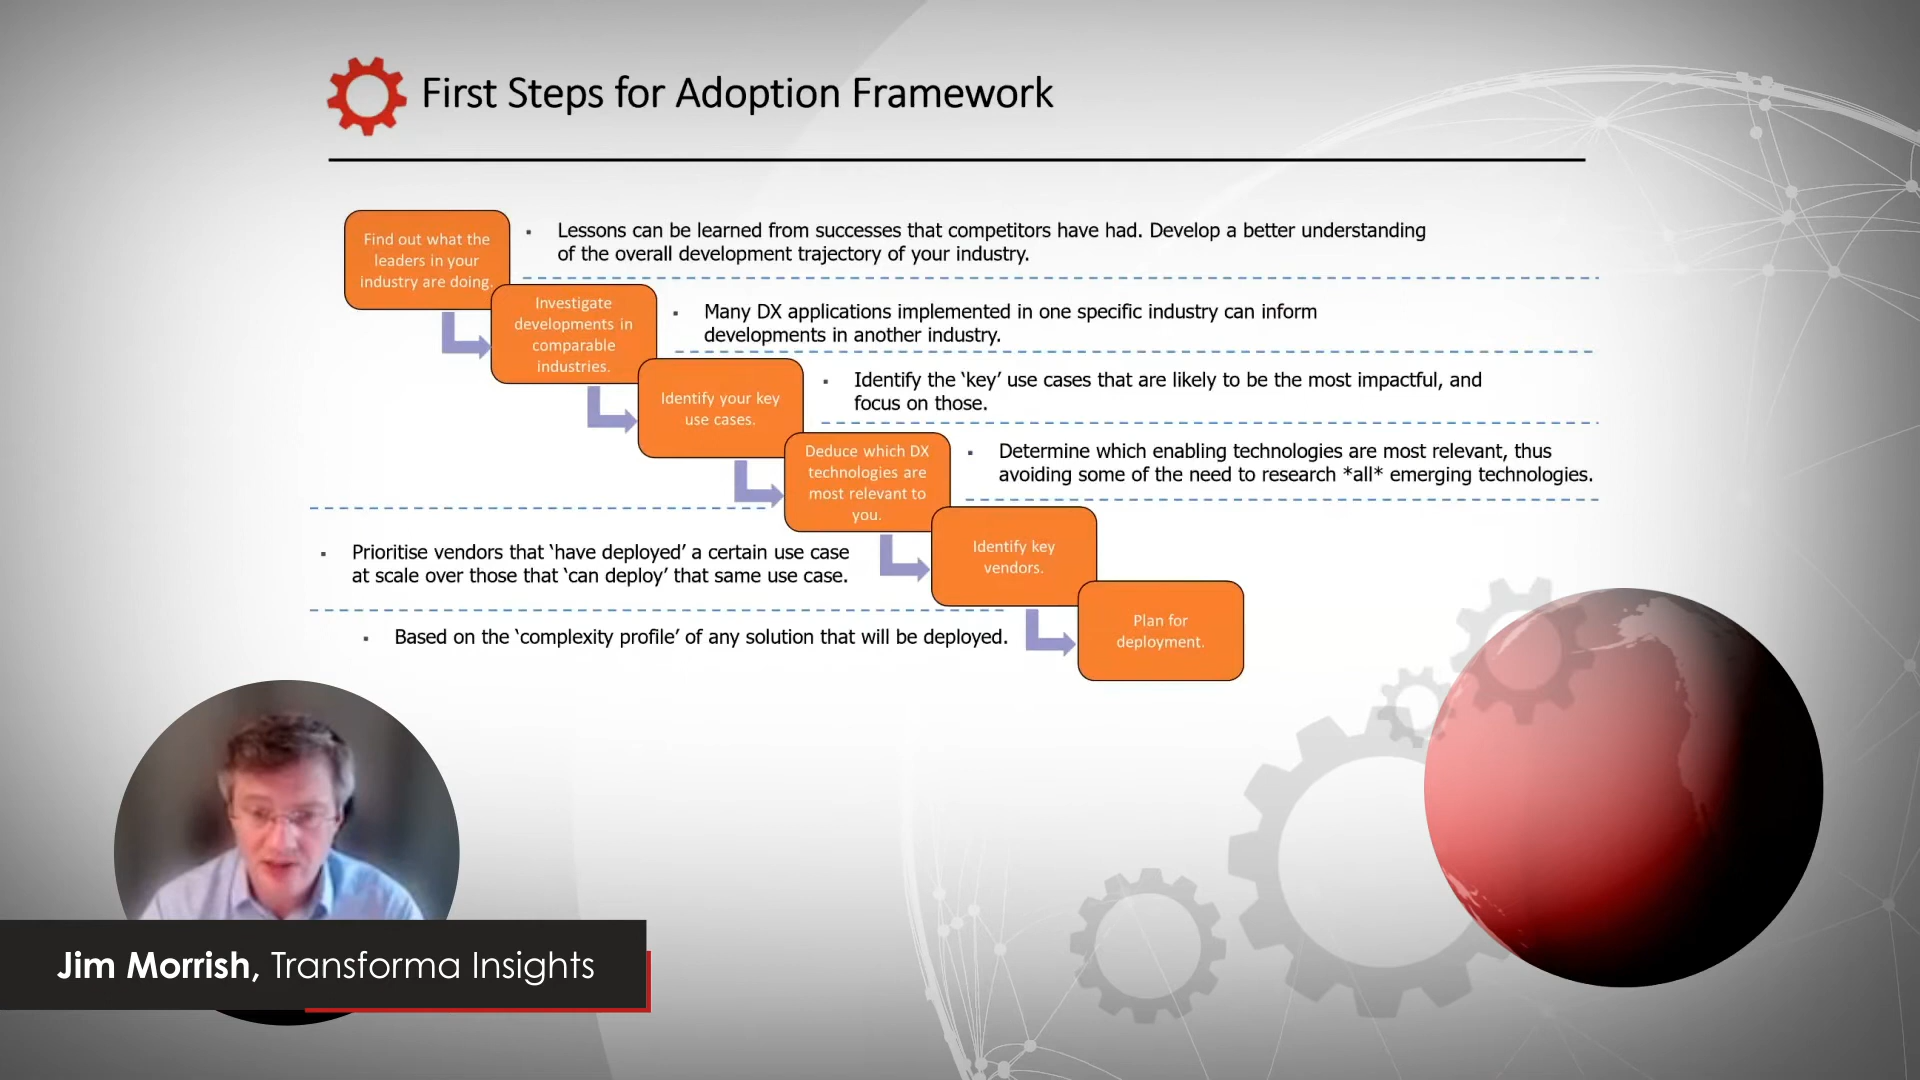 First Steps for Adoption Framework
Find out what the
leaders in your
industry are doing.
▪ Lessons can be learned from successes that competitors have had. Develop a better understanding
of the overall development trajectory of your industry.
Investigate
developments in
comparable
industries.
▪ Many DX applications implemented in one specific industry can inform
developments in another industry.
Identify your key
use cases.
▪ Identify the ‘key’ use cases that are likely to be the most impactful, and
focus on those.
Deduce which DX
technologies are
most relevant to
you.
▪ Determine which enabling technologies are most relevant, thus
avoiding some of the need to research *all* emerging technologies.
▪ Prioritise vendors that ‘have deployed’ a certain use case
at scale over those that ‘can deploy’ that same use case.
Identify key
vendors.
▪ Based on the ‘complexity profile’ of any solution that will be deployed.
Plan for
deployment.
Jim Morrish, Transforma Insights